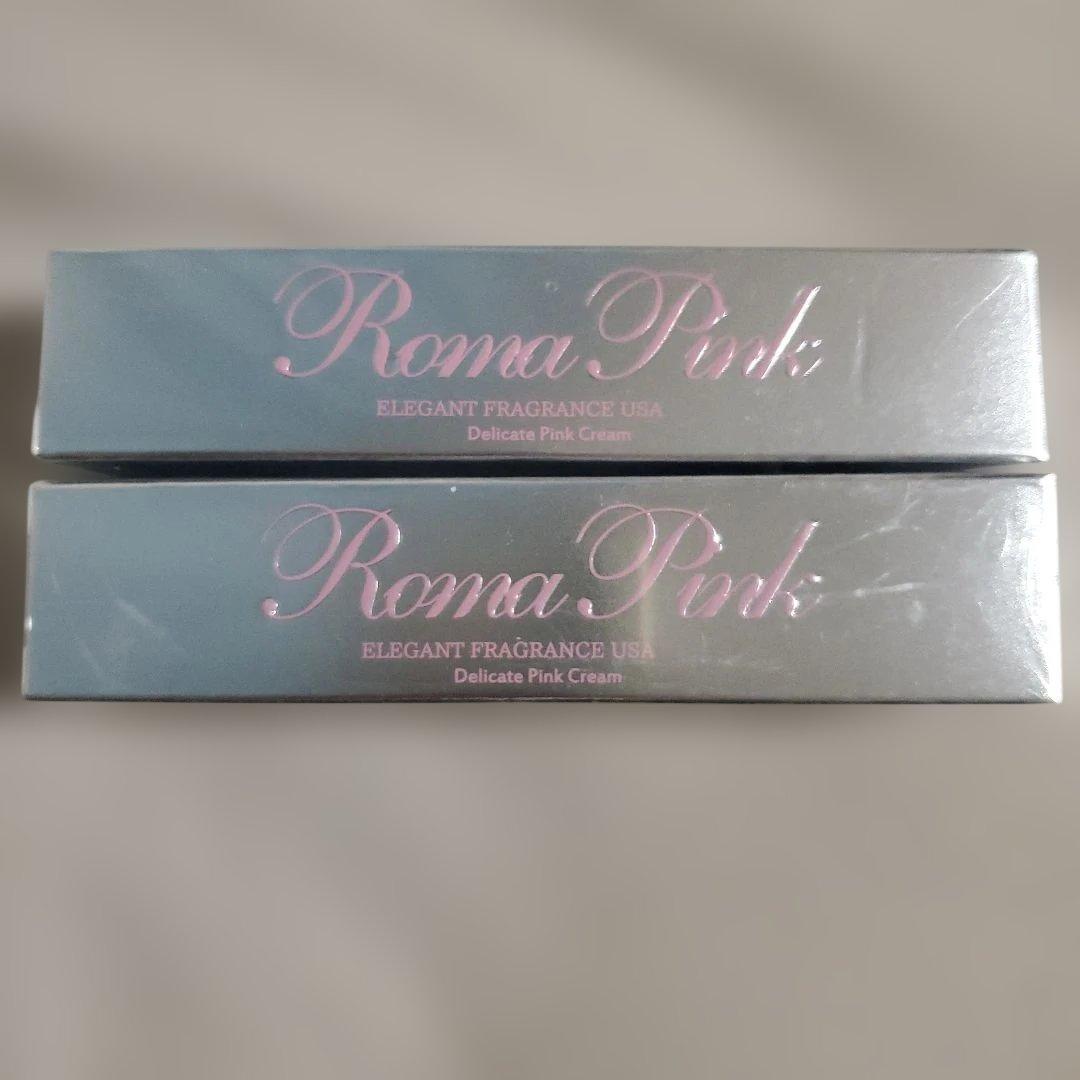 Roma Pink
ELEGANT FRAGRANCE USA
Delicate Pink Cream
Roma Pink
ELEGANT FRAGRANCE USA
Delicate Pink Cream